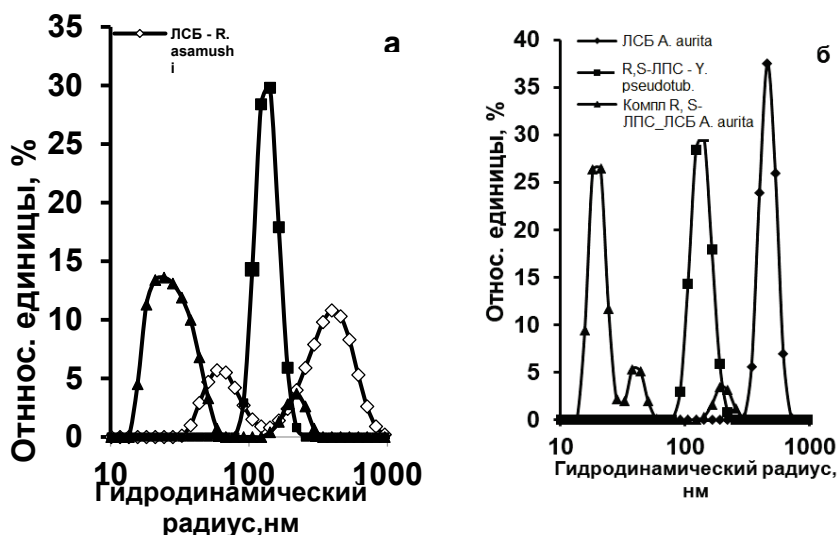 ЛСБ - R.
asamush
i
а
Отннос. единицы, %
35
30
25
20
15
10
5
0
10
100
1000
Гидродинамический
радиус,нм
ЛСБ A. aurita
R,S-ЛПС - Y.
pseudotub.
Компл R, S-
ЛПС_ЛСБ A. aurita
б
Относ. единицы, %
40
35
30
25
20
15
10
5
0
10
100
1000
Гидродинамический радиус,
нм